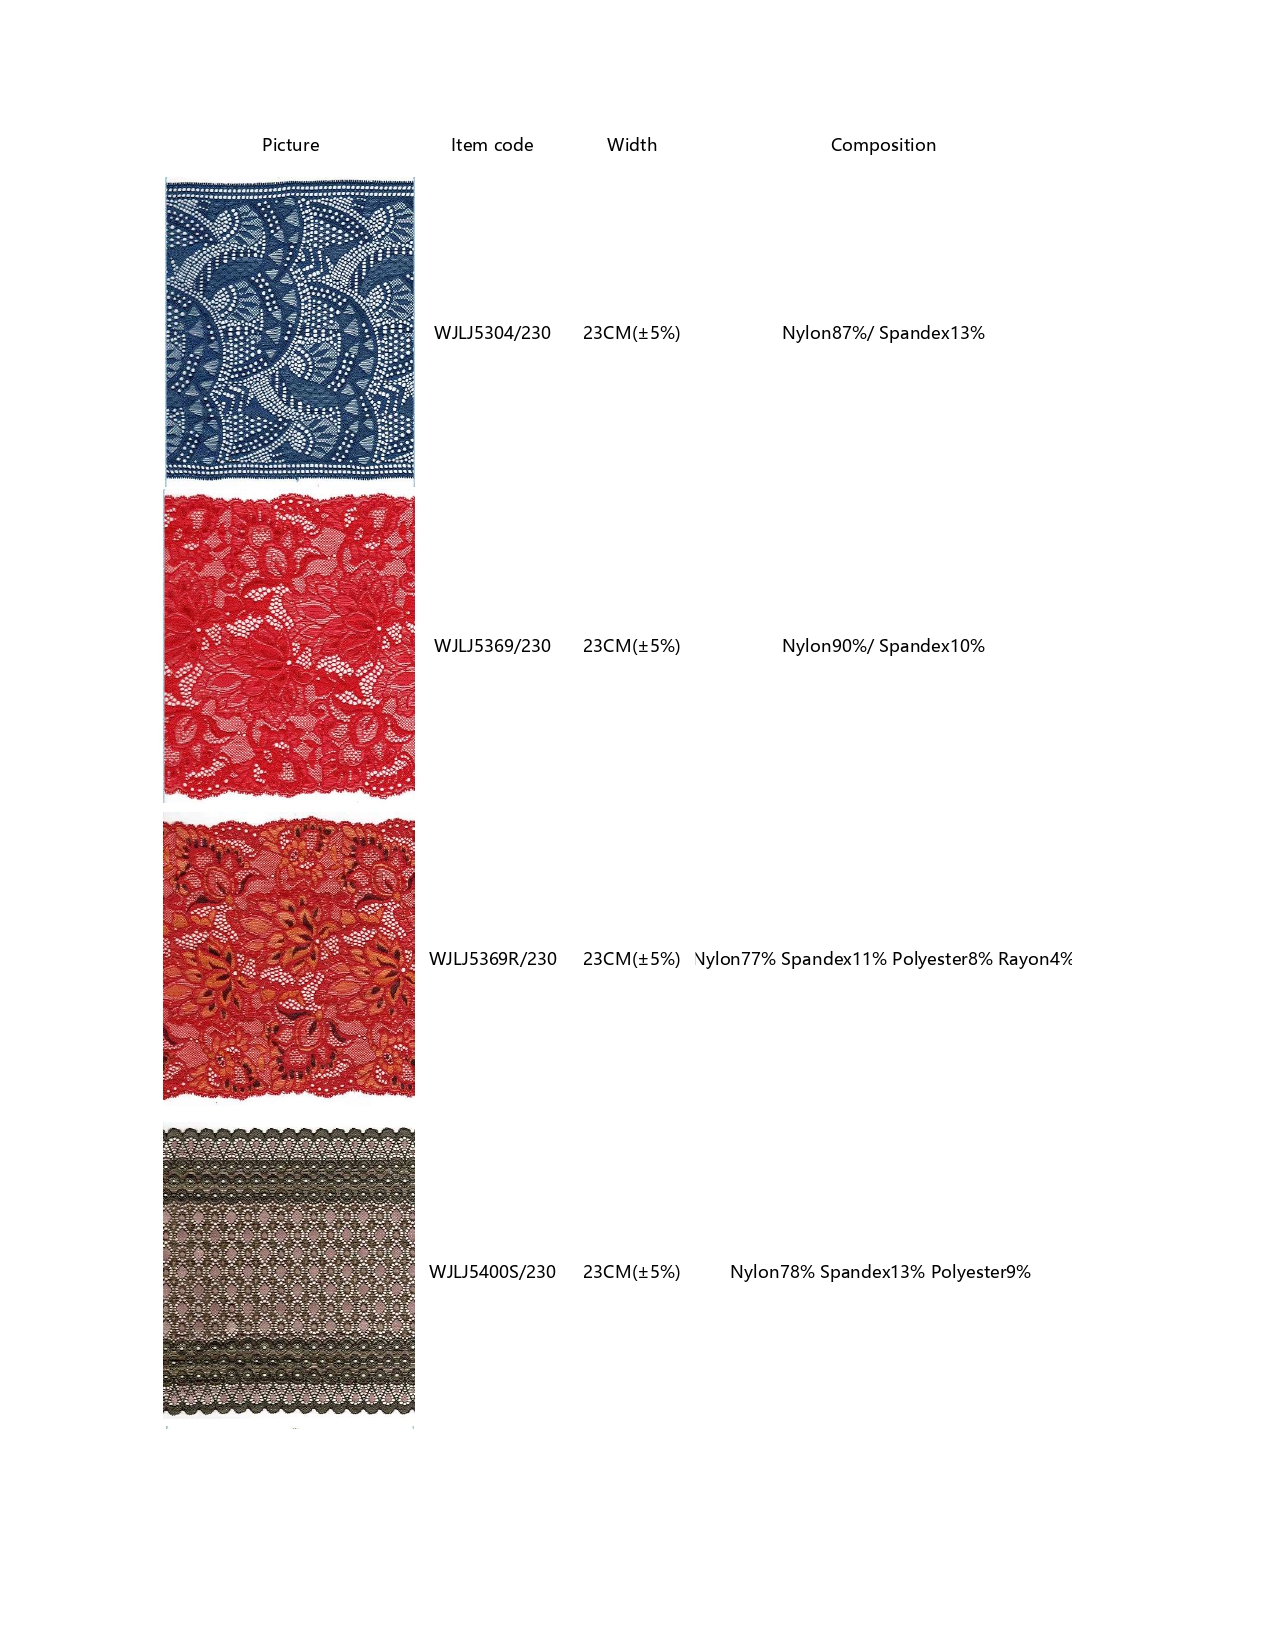 Picture Item code Width Composition
WJLJ5304/230 23CM(±5%) Nylon87%/ Spandex13%
WJLJ5369/230 23CM(±5%) Nylon90%/ Spandex10%
WJLJ5369R/230 23CM(±5%) Nylon77% Spandex11% Polyester8% Rayon4%
WJLJ5400S/230 23CM(±5%) Nylon78% Spandex13% Polyester9%